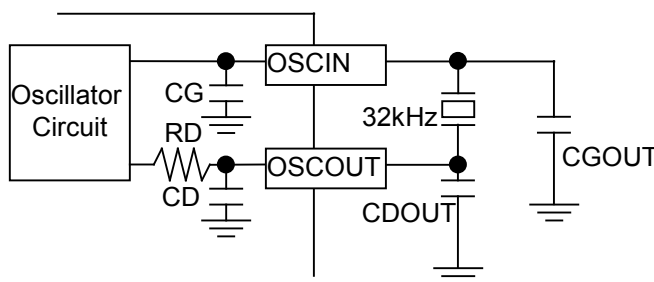 OSCIN
Oscillator
Circuit
CG
32kHz
RD
CGOUT
OSCOUT
CD
CDOUT